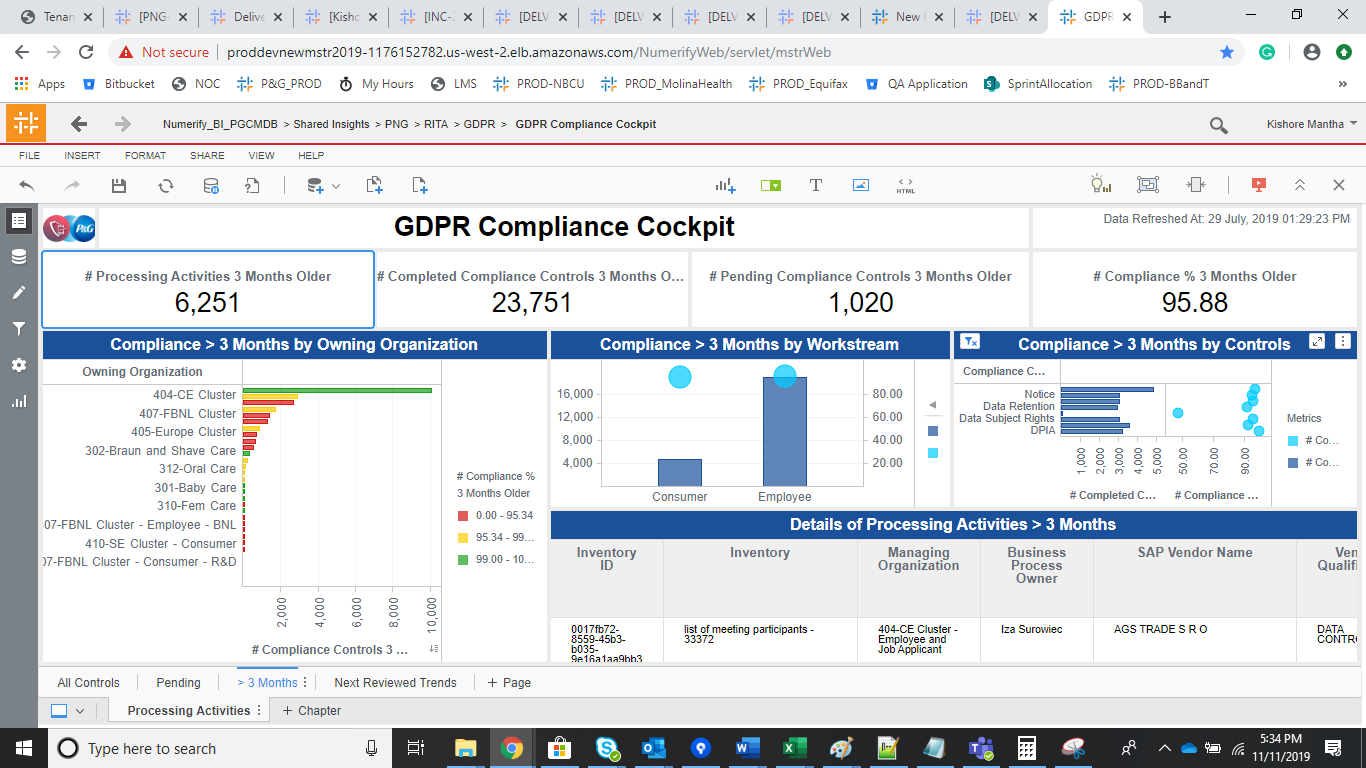 Tenan
[PNG-
Delive
[Kisho
[INC-2
[DELV
[DELV
[DELV
[DELV
New I
[DELV
GDPR
Not secure
proddevnewmstr2019-1176152782.us-west-2.elb.amazonaws.com/NumerifyWeb/servlet/mstrWeb
Apps
Bitbucket
NOC
P&G_PROD
My Hours
LMS
PROD-NBCU
PROD_MolinaHealth
PROD_Equifax
QA Application
SprintAllocation
PROD-BBandT
Numerify_BI_PGCMDB > Shared Insights > PNG > RITA > GDPR > GDPR Compliance Cockpit
Kishore Mantha
FILE INSERT FORMAT SHARE VIEW HELP
HTML
P&G
GDPR Compliance Cockpit
Data Refreshed At: 29 July, 2019 01:29:23 PM
# Processing Activities 3 Months Older
6,251
# Completed Compliance Controls 3 Months O...
23,751
# Pending Compliance Controls 3 Months Older
1,020
# Compliance % 3 Months Older
95.88
Compliance > 3 Months by Owning Organization
Owning Organization
404-CE Cluster
407-FBNL Cluster
405-Europe Cluster
302-Braun and Shave Care
312-Oral Care
301-Baby Care
310-Fem Care
07-FBNL Cluster - Employee - BNL
410-SE Cluster - Consumer
07-FBNL Cluster - Consumer - R&D
2,000
4,000
6,000
8,000
10,000
# Compliance Controls 3 ...
# Compliance %
3 Months Older
0.00 - 95.34
95.34 - 99...
99.00 - 10...
Compliance > 3 Months by Workstream
16,000
12,000
8,000
4,000
80.00
60.00
40.00
20.00
Consumer
Employee
Compliance > 3 Months by Controls
Compliance C...
Notice
Data Retention
Data Subject Rights
DPIA
1,000
2,000
3,000
4,000
5,000
50.00
70.00
90.00
# Completed C...
# Compliance ...
Metrics
# Co...
# Co...
Details of Processing Activities > 3 Months
Inventory
ID
Inventory
Managing
Organization
Business
Process
Owner
SAP Vendor Name
Ven
Qualifi
0017fb72-
8559-45b3-
b035-
9e16a1aa9bb3
list of meeting participants -
33372
404-CE Cluster -
Employee and
Job Applicant
Iza Surowiec
AGS TRADE S R O
DATA
CONTRO
All Controls
Pending
> 3 Months
Next Reviewed Trends
+ Page
Processing Activities
+ Chapter
Type here to search
5:34 PM
11/11/2019